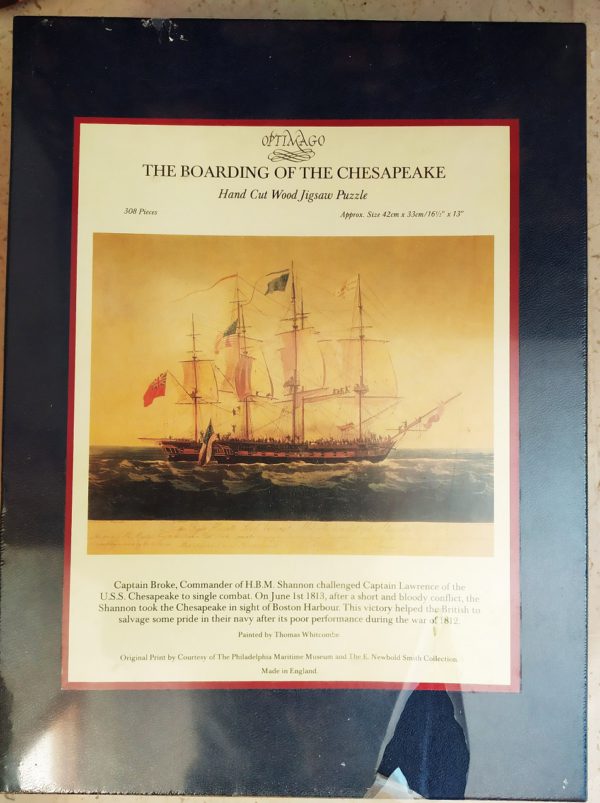 OPTIMAGO
THE BOARDING OF THE CHESAPEAKE
Hand Cut Wood Jigsaw Puzzle
308 Pieces
Approx. Size 42cm x 33cm/16½" x 13"
Captain Broke, Commander of H.B.M. Shannon challenged Captain Lawrence of the
U.S.S. Chesapeake to single combat. On June 1st 1813, after a short and bloody conflict, the
Shannon took the Chesapeake in sight of Boston Harbour. This victory helped the British to
salvage some pride in their navy after its poor performance during the war of 1812.
Painted by Thomas Whitcombe
Original Print by Courtesy of The Philadelphia Maritime Museum and The E. Newbold Smith Collection
Made in England